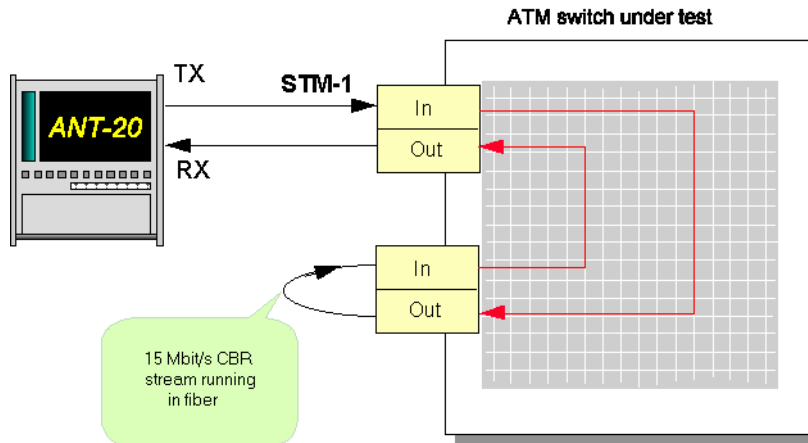 ATM switch under test
TX
STM-1
In
ANT-20
Out
RX
In
Out
15 Mbit/s CBR
stream running
in fiber